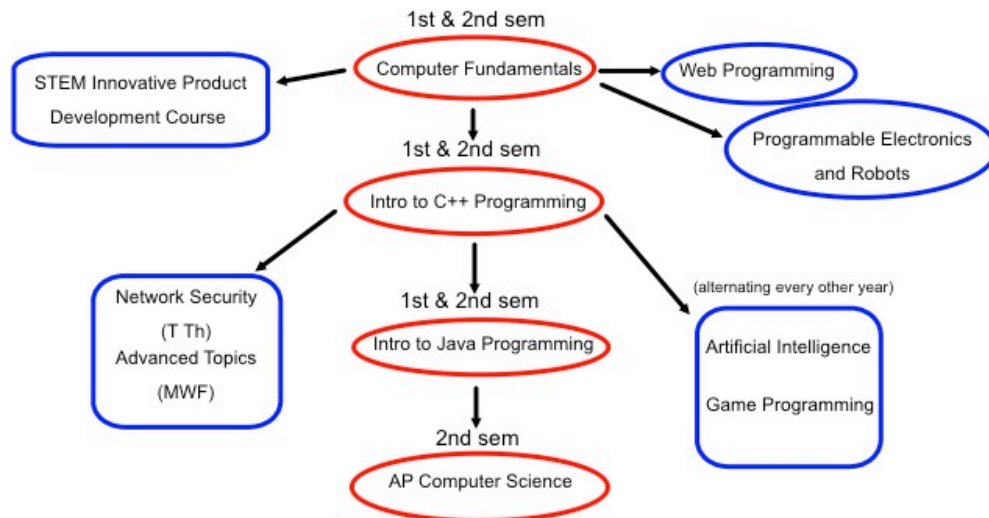 1st & 2nd sem
Computer Fundamentals
STEM Innovative Product
Development Course
Web Programming
Programmable Electronics
and Robots
1st & 2nd sem
Intro to C++ Programming
Network Security
(T Th)
Advanced Topics
(MWF)
1st & 2nd sem
Intro to Java Programming
(alternating every other year)
Artificial Intelligence
Game Programming
2nd sem
AP Computer Science